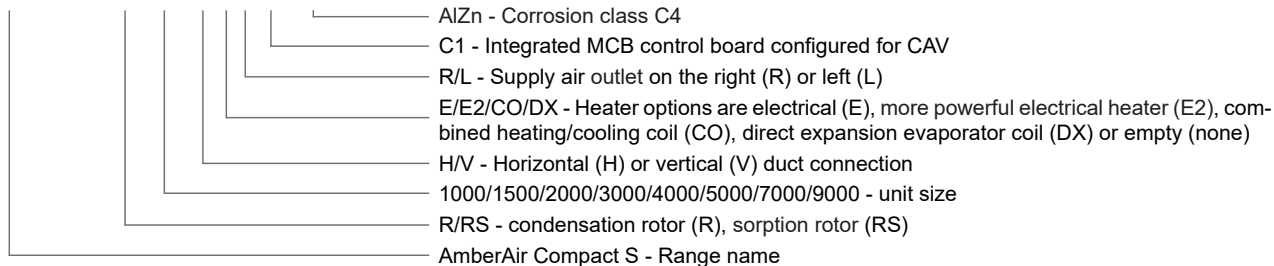 AlZn - Corrosion class C4
C1 - Integrated MCB control board configured for CAV
R/L - Supply air outlet on the right (R) or left (L)
E/E2/CO/DX - Heater options are electrical (E), more powerful electrical heater (E2), com-
bined heating/cooling coil (CO), direct expansion evaporator coil (DX) or empty (none)
H/V - Horizontal (H) or vertical (V) duct connection
1000/1500/2000/3000/4000/5000/7000/9000 - unit size
R/RS - condensation rotor (R), sorption rotor (RS)
AmberAir Compact S - Range name